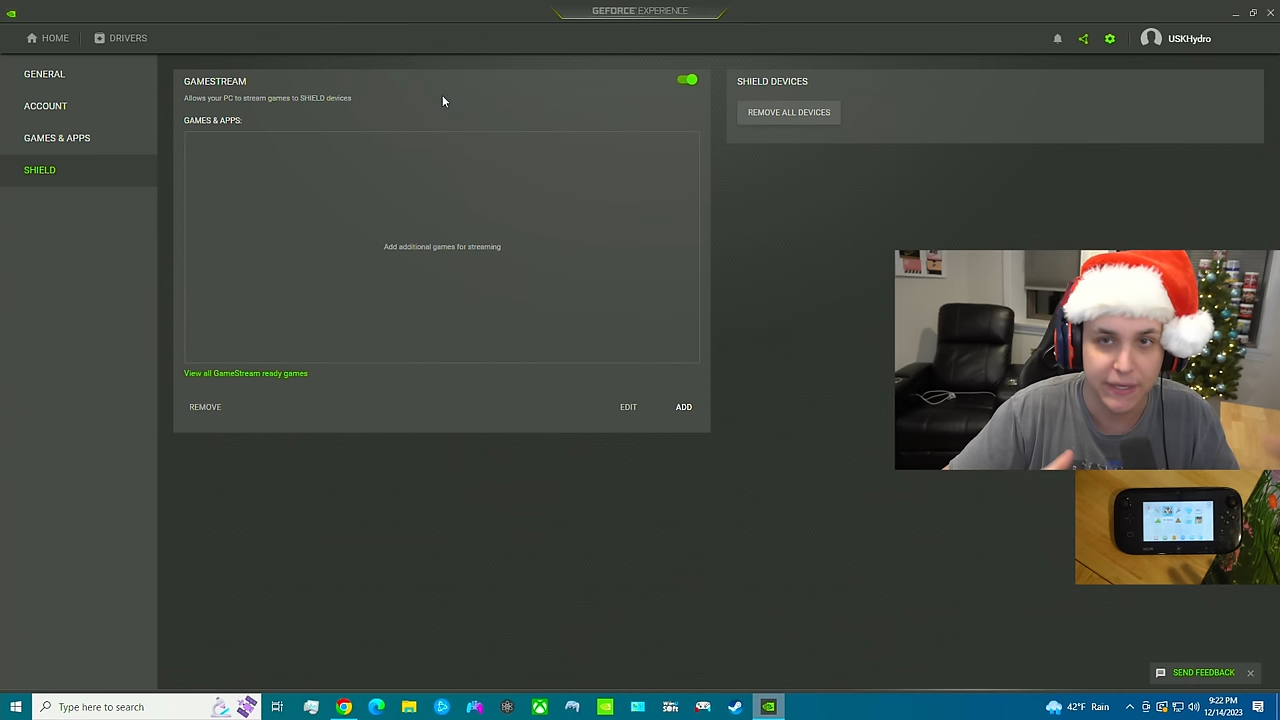 GEFORCE EXPERIENCE
HOME
DRIVERS
USKHydro
GENERAL
ACCOUNT
GAMES & APPS
SHIELD
GAMESTREAM
Allows your PC to stream games to SHIELD devices
GAMES & APPS:
Add additional games for streaming
View all GameStream ready games
REMOVE
EDIT
ADD
SHIELD DEVICES
REMOVE ALL DEVICES
SEND FEEDBACK
Type here to search
42°F Rain
9:22 PM
12/14/2023